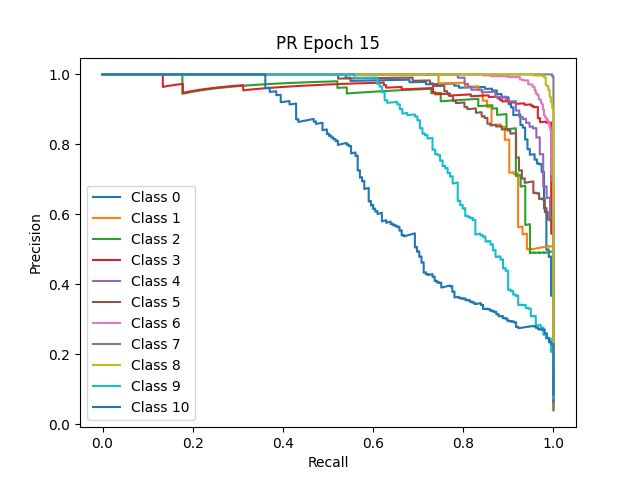 PR Epoch 15
Precision
1.0
0.8
0.6
0.4
0.2
0.0
Class 0
Class 1
Class 2
Class 3
Class 4
Class 5
Class 6
Class 7
Class 8
Class 9
Class 10
0.0 0.2 0.4 0.6 0.8 1.0
Recall